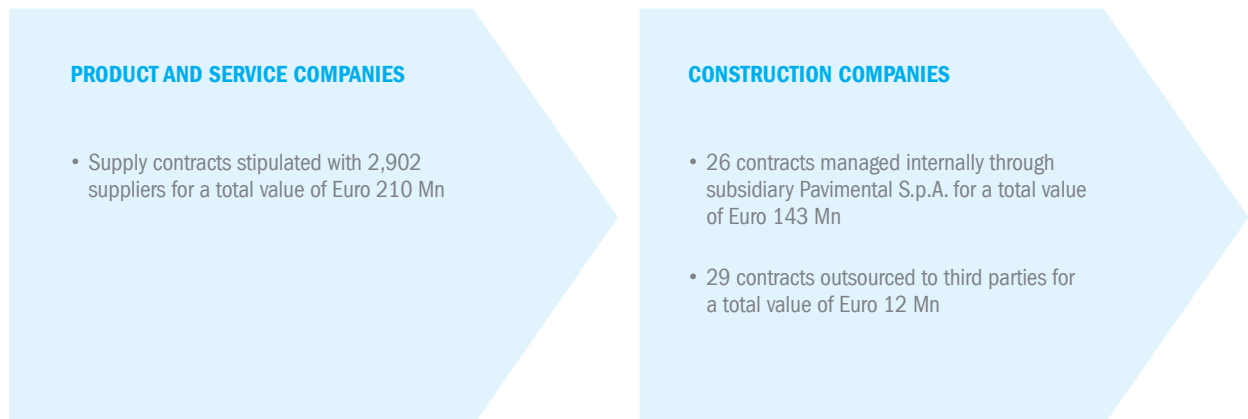 PRODUCT AND SERVICE COMPANIES
• Supply contracts stipulated with 2,902
suppliers for a total value of Euro 210 Mn
CONSTRUCTION COMPANIES
• 26 contracts managed internally through
subsidiary Pavimental S.p.A. for a total value
of Euro 143 Mn
• 29 contracts outsourced to third parties for
a total value of Euro 12 Mn